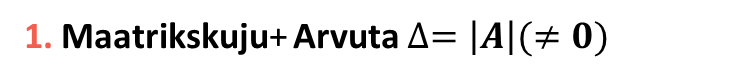 1. Maatrikskuju+ Arvuta Δ= |A|(≠ 0)